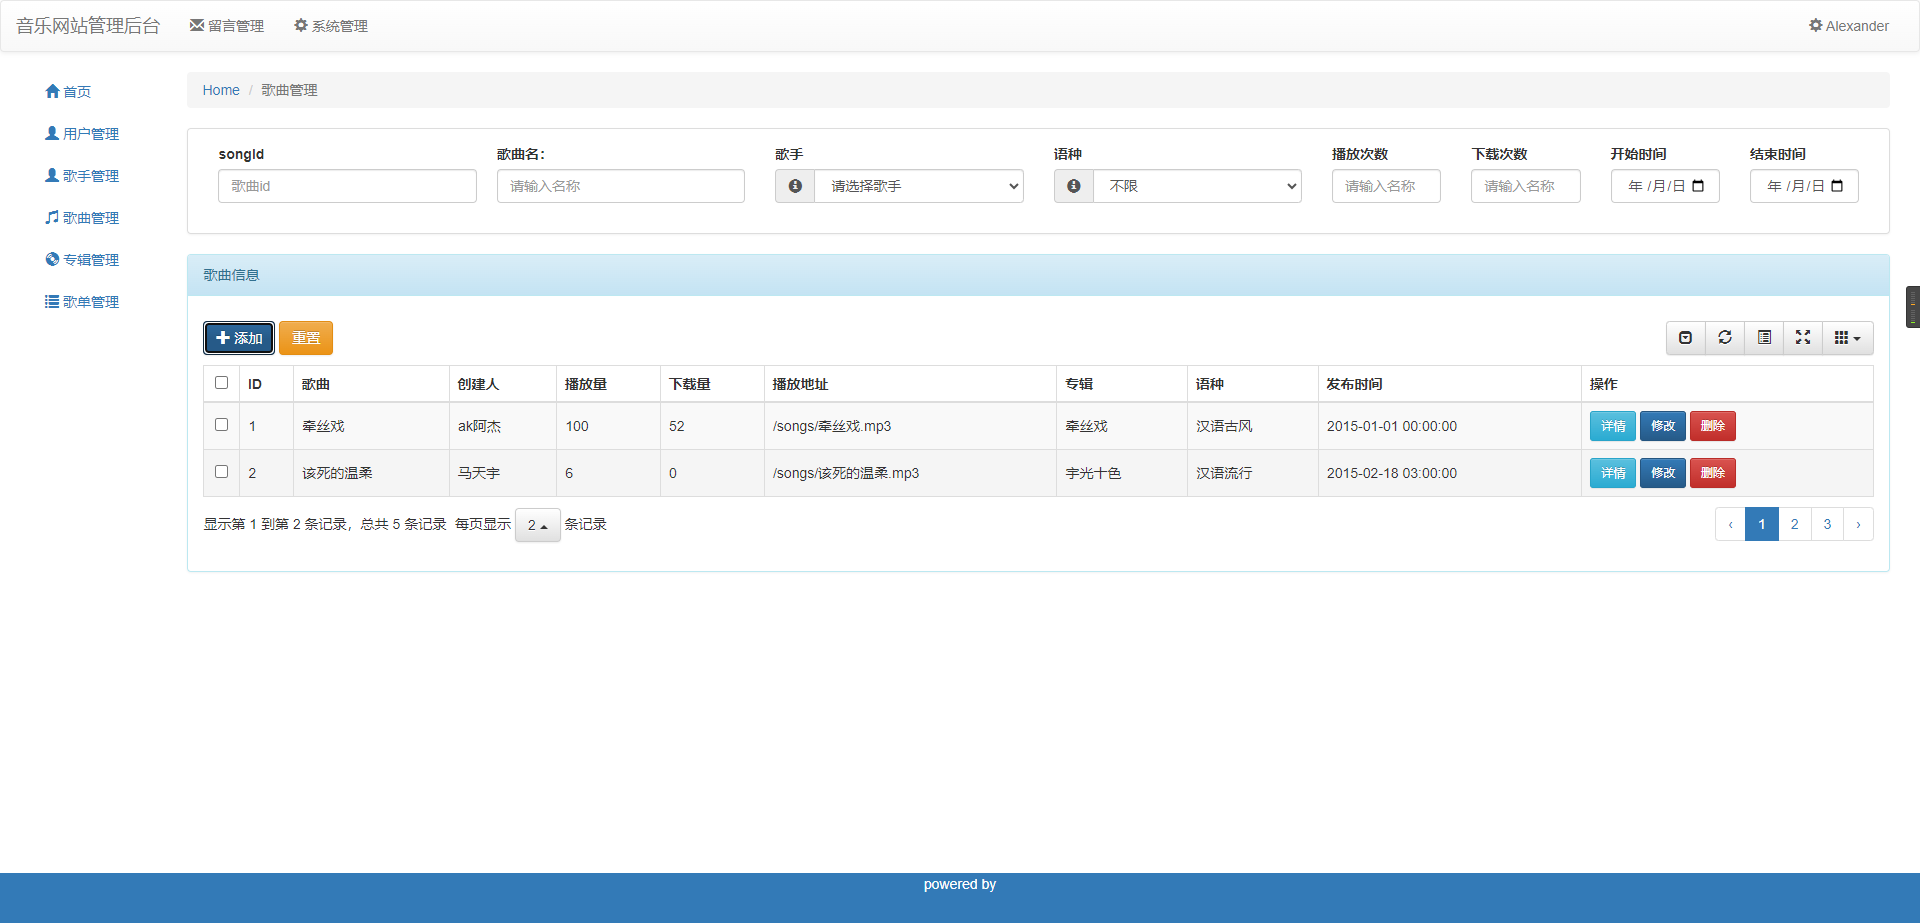 音乐网站管理后台 留言管理 系统管理 Alexander
首页
用户管理
歌手管理
歌曲管理
专辑管理
歌单管理
Home / 歌曲管理
songId 歌曲名: 歌手 语种 播放次数 下载次数 开始时间 结束时间
歌曲id 请输入名称 请选择歌手 不限 请输入名称 请输入名称 年 /月/日 年 /月/日
歌曲信息
添加 重置
ID 歌曲 创建人 播放量 下载量 播放地址 专辑 语种 发布时间 操作
1 牵丝戏 ak阿杰 100 52 /songs/牵丝戏.mp3 牵丝戏 汉语古风 2015-01-01 00:00:00 详情 修改 删除
2 该死的温柔 马天宇 6 0 /songs/该死的温柔.mp3 宇光十色 汉语流行 2015-02-18 03:00:00 详情 修改 删除
显示第 1 到第 2 条记录，总共 5 条记录 每页显示 2 条记录 ‹ 1 2 3 ›
powered by